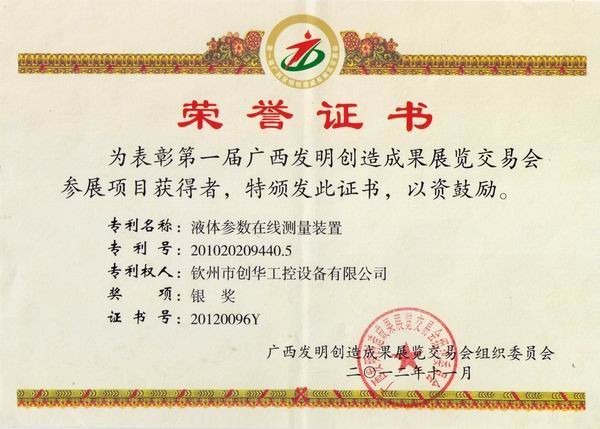 荣誉证书
为表彰第一届广西发明创造成果展览交易会
参展项目获得者，特颁发此证书，以资鼓励。
专利名称：液体参数在线测量装置
专利号：201020209440.5
专利权人：钦州市创华工控设备有限公司
奖项：银奖
证书号：20120096Y
广西发明创造成果展览交易会组织委员会
二〇一二年十一月